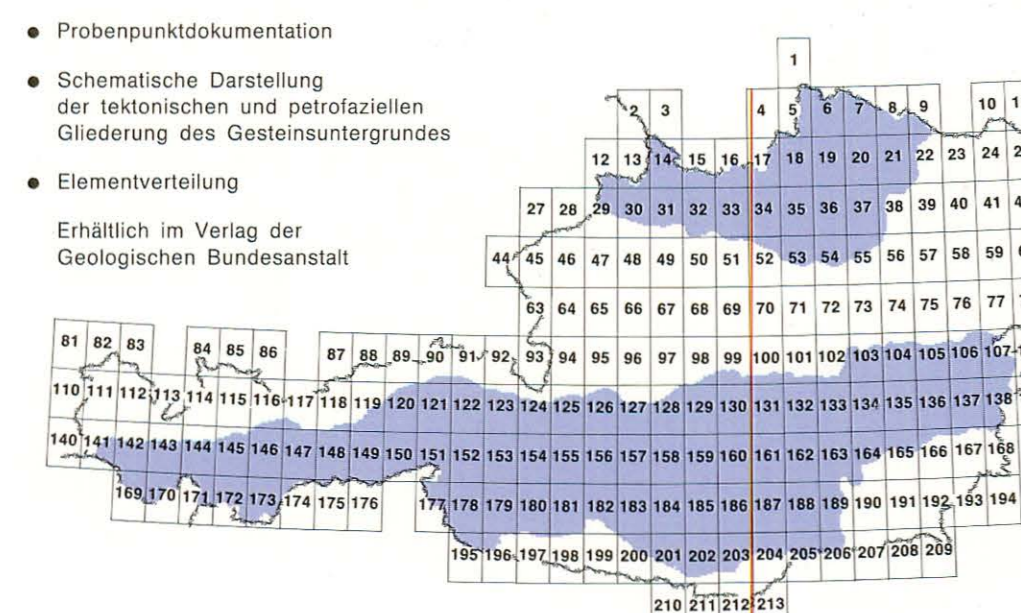 ● Probenpunktdokumentation
● Schematische Darstellung
der tektonischen und petrofaziellen
Gliederung des Gesteinsuntergrundes
● Elementverteilung
Erhältlich im Verlag der
Geologischen Bundesanstalt
1
2 3 4 5 6 7 8 9 10
12 13 14 15 16 17 18 19 20 21 22 23 24
27 28 29 30 31 32 33 34 35 36 37 38 39 40 41
44 45 46 47 48 49 50 51 52 53 54 55 56 57 58 59
63 64 65 66 67 68 69 70 71 72 73 74 75 76 77
81 82 83 84 85 86 87 88 89 90 91 92 93 94 95 96 97 98 99 100 101 102 103 104 105 106 107
110 111 112 113 114 115 116 117 118 119 120 121 122 123 124 125 126 127 128 129 130 131 132 133 134 135 136 137 138
140 141 142 143 144 145 146 147 148 149 150 151 152 153 154 155 156 157 158 159 160 161 162 163 164 165 166 167 168
169 170 171 172 173 174 175 176 177 178 179 180 181 182 183 184 185 186 187 188 189 190 191 192 193 194
195 196 197 198 199 200 201 202 203 204 205 206 207 208 209
210 211 212 213